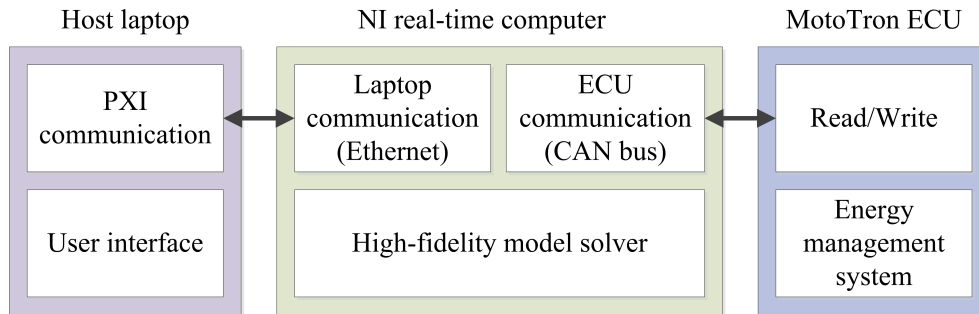 Host laptop
NI real-time computer
MotoTron ECU
PXI
communication
Laptop
communication
(Ethernet)
ECU
communication
(CAN bus)
Read/Write
User interface
High-fidelity model solver
Energy
management
system